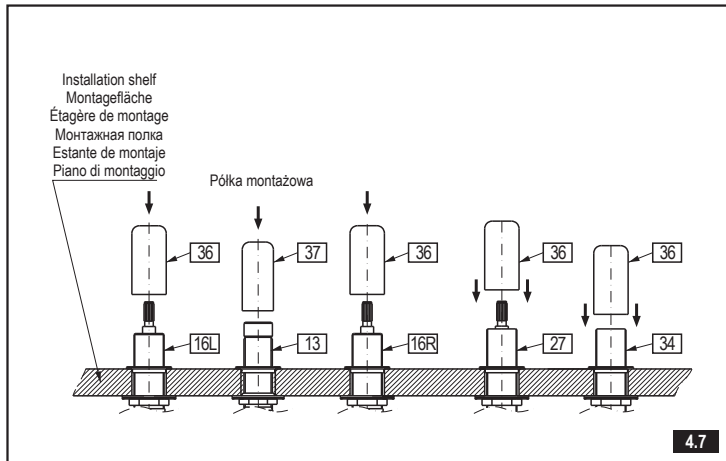 Installation shelf
Montagefläche
Étagère de montage
Монтажная полка
Estante de montaje
Piano di montaggio
Półka montażowa
36
37
36
36
36
16L
13
16R
27
34
4.7